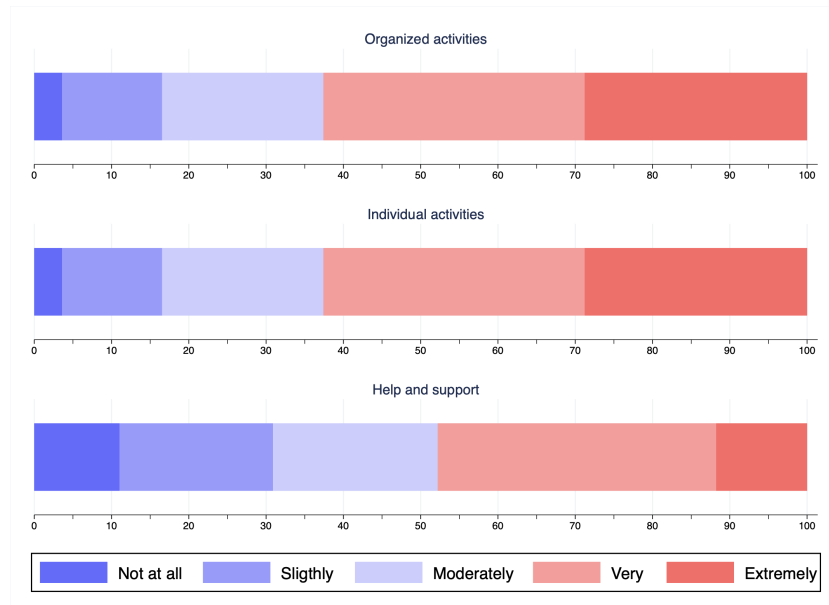 Organized activities
0 10 20 30 40 50 60 70 80 90 100
Individual activities
0 10 20 30 40 50 60 70 80 90 100
Help and support
0 10 20 30 40 50 60 70 80 90 100
Not at all Sligthly Moderately Very Extremely